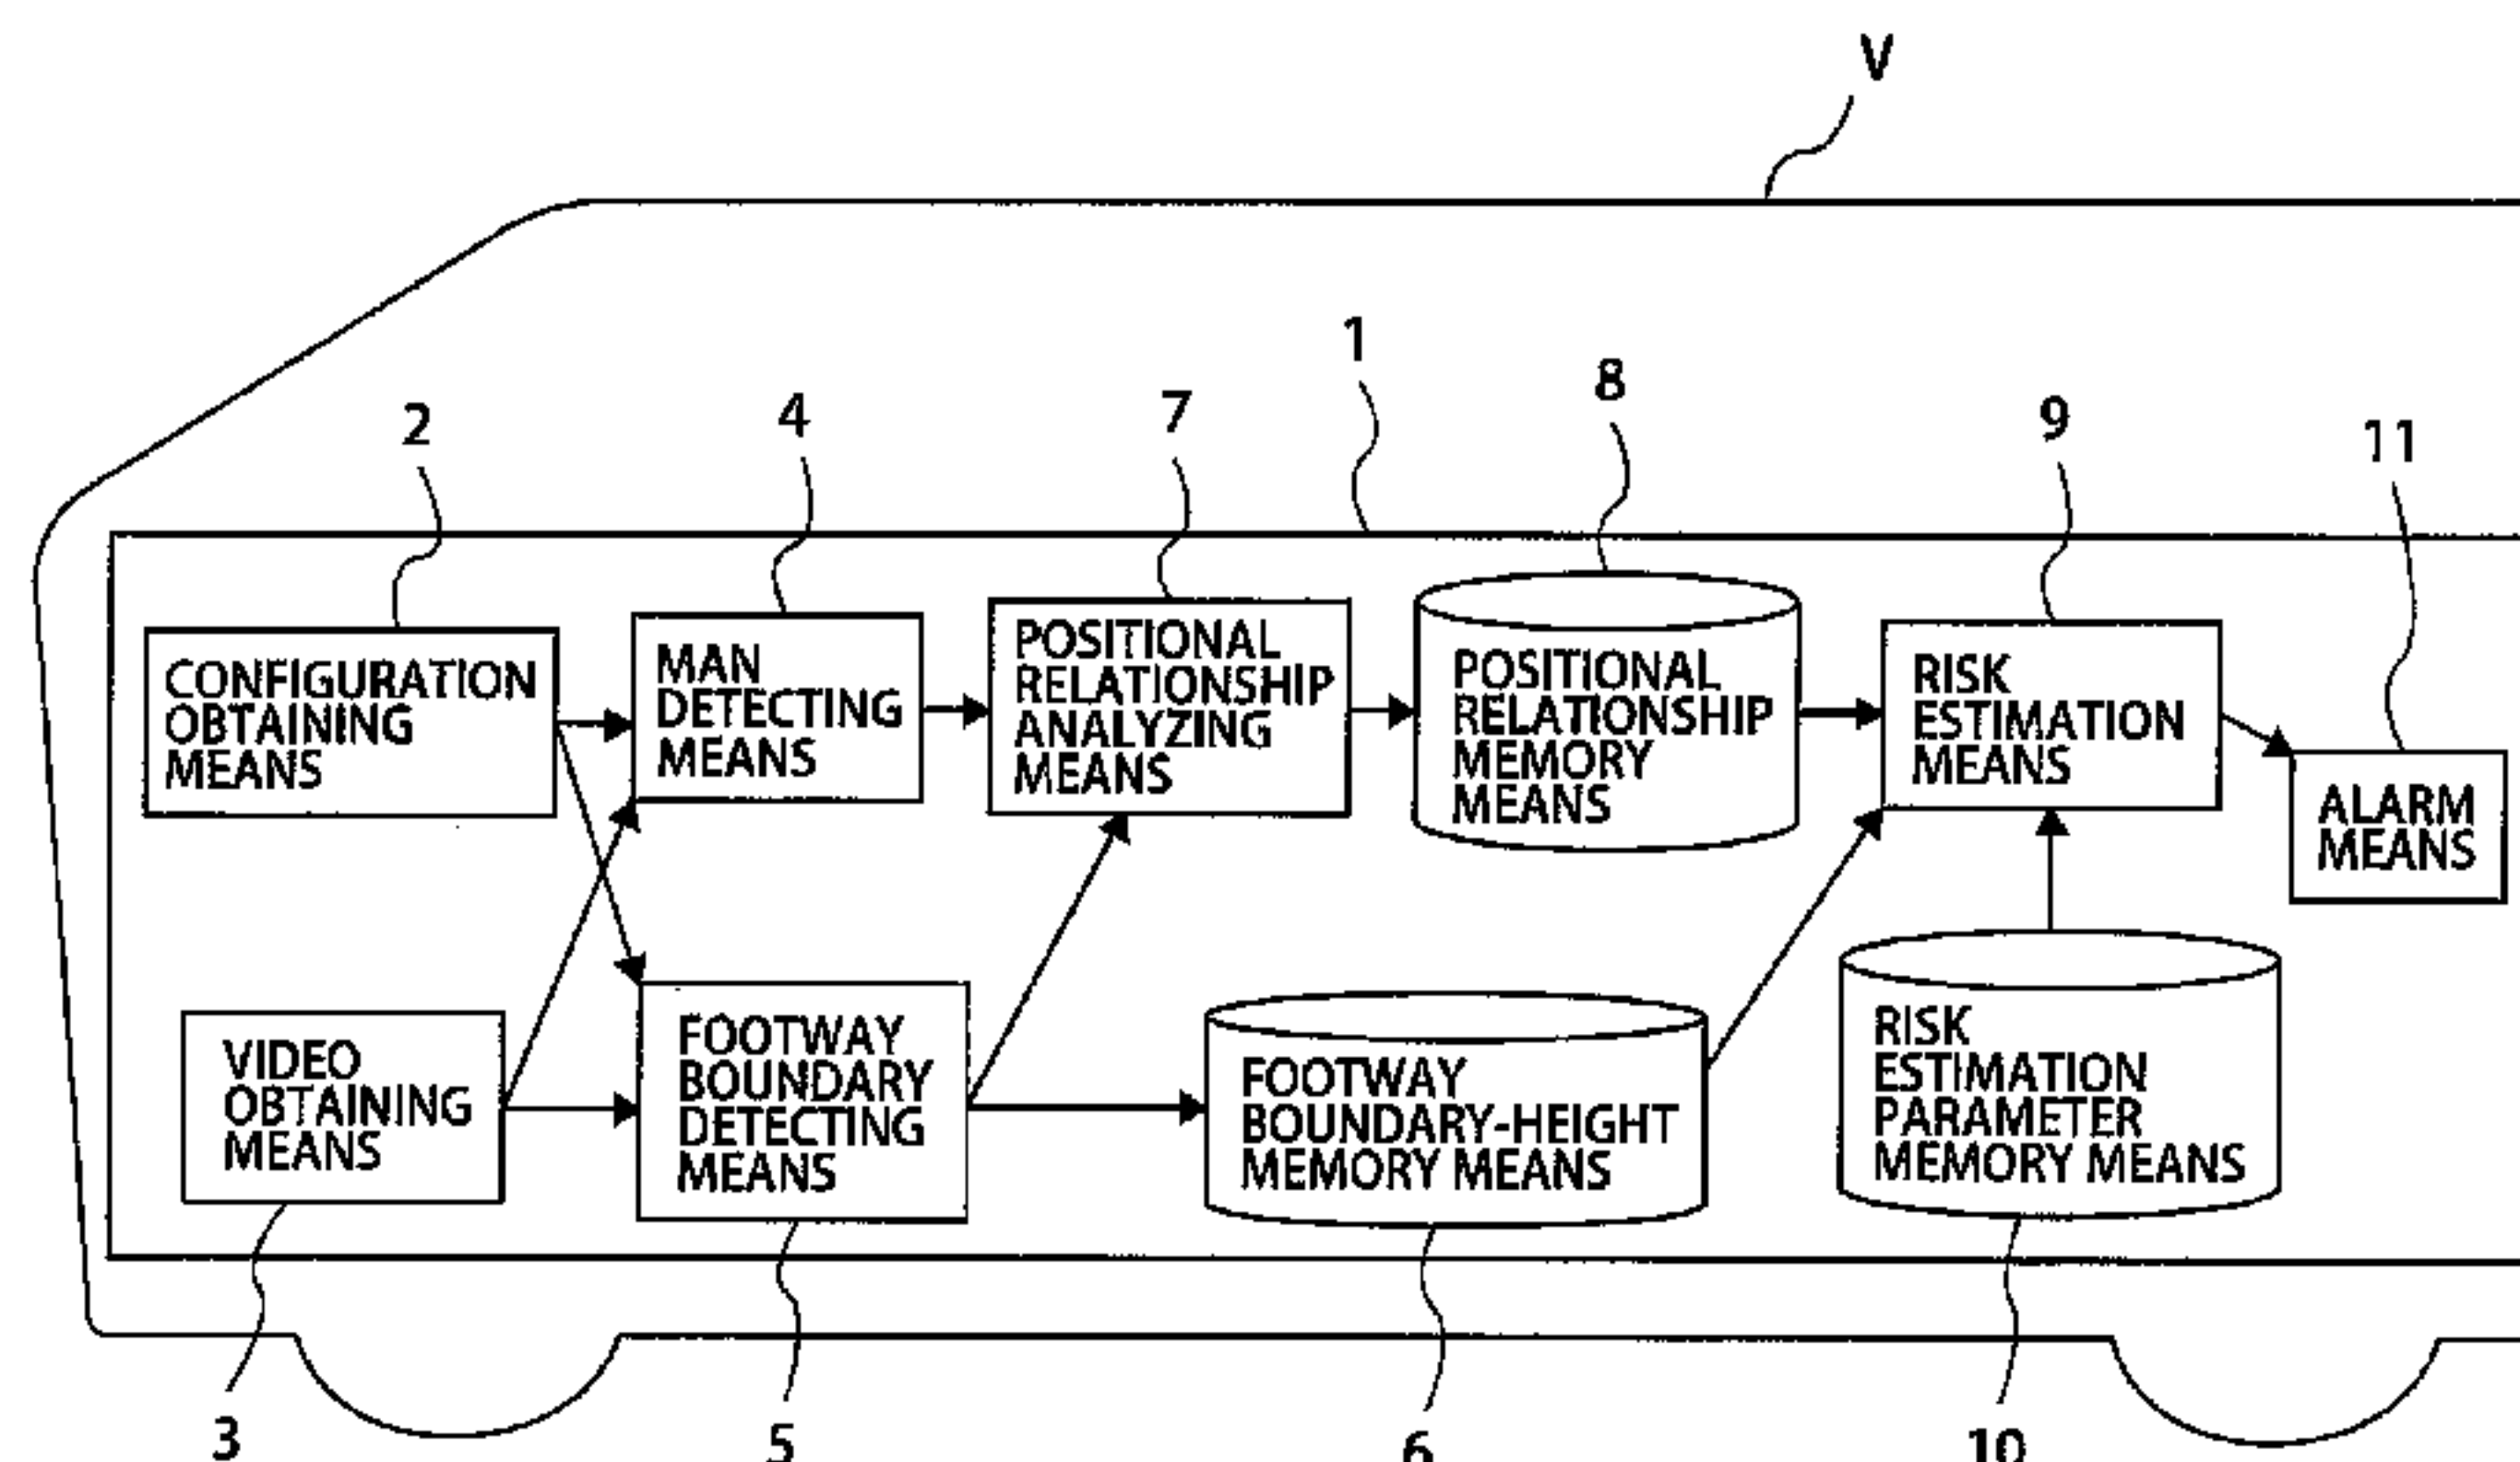 V
1
2
4
7
8
9
11
CONFIGURATION
OBTAINING
MEANS
MAN
DETECTING
MEANS
POSITIONAL
RELATIONSHIP
ANALYZING
MEANS
POSITIONAL
RELATIONSHIP
MEMORY
MEANS
RISK
ESTIMATION
MEANS
ALARM
MEANS
VIDEO
OBTAINING
MEANS
FOOTWAY
BOUNDARY
DETECTING
MEANS
FOOTWAY
BOUNDARY-HEIGHT
MEMORY MEANS
RISK
ESTIMATION
PARAMETER
MEMORY MEANS
3
5
6
10